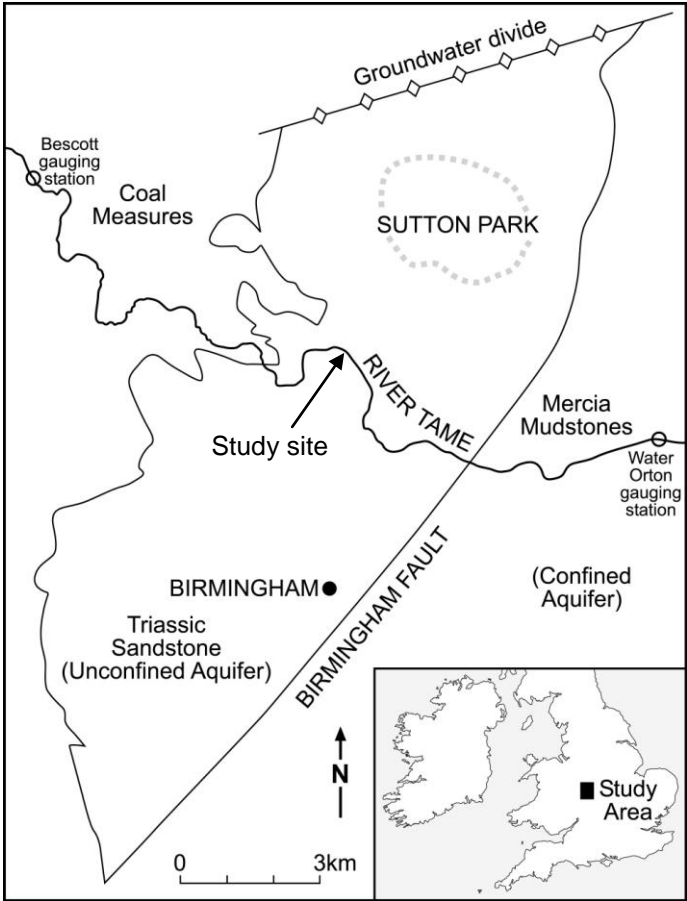 Groundwater divide
Bescott
gauging
station
Coal
Measures
SUTTON PARK
RIVER TAME
Study site
Mercia
Mudstones
Water
Orton
gauging
station
BIRMINGHAM
BIRMINGHAM FAULT
(Confined
Aquifer)
Triassic
Sandstone
(Unconfined Aquifer)
N
0 3km
Study
Area